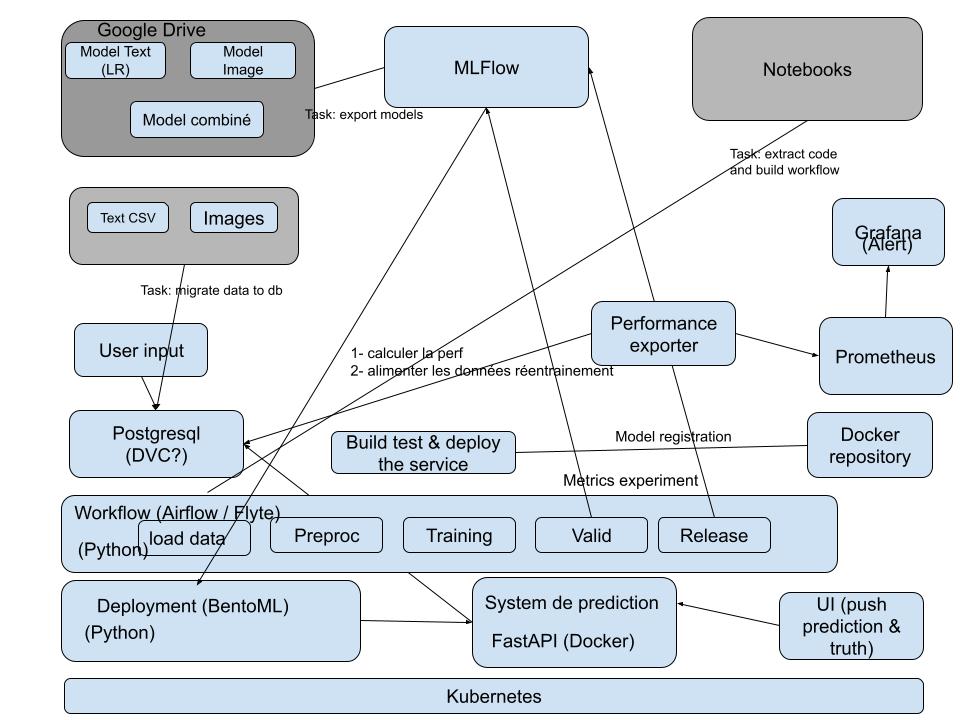 Google Drive
Model Text
(LR)
Model
Image
Model combiné
MLFlow
Notebooks
Task: export models
Task: extract code
and build workflow
Text CSV
Images
Grafana
(Alert)
Task: migrate data to db
User input
Performance
exporter
Prometheus
1- calculer la perf
2- alimenter les données réentrainement
Postgresql
(DVC?)
Build test & deploy
the service
Model registration
Docker
repository
Metrics experiment
Workflow (Airflow / Flyte)
(Python)
load data
Preproc
Training
Valid
Release
Deployment (BentoML)
(Python)
System de prediction
FastAPI (Docker)
UI (push
prediction &
truth)
Kubernetes